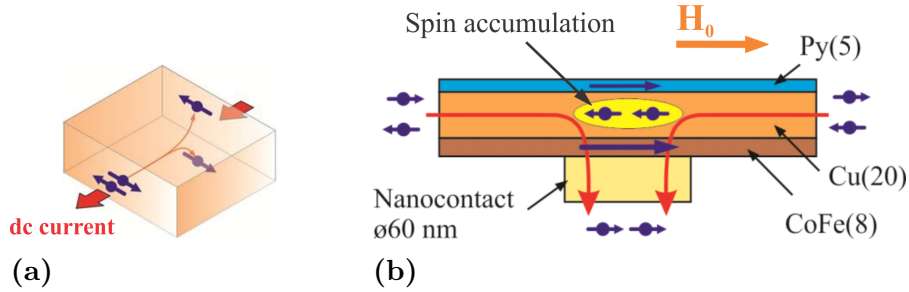 dc current
(a)
H₀
Spin accumulation
Py(5)
Cu(20)
CoFe(8)
Nanocontact
ø60 nm
(b)